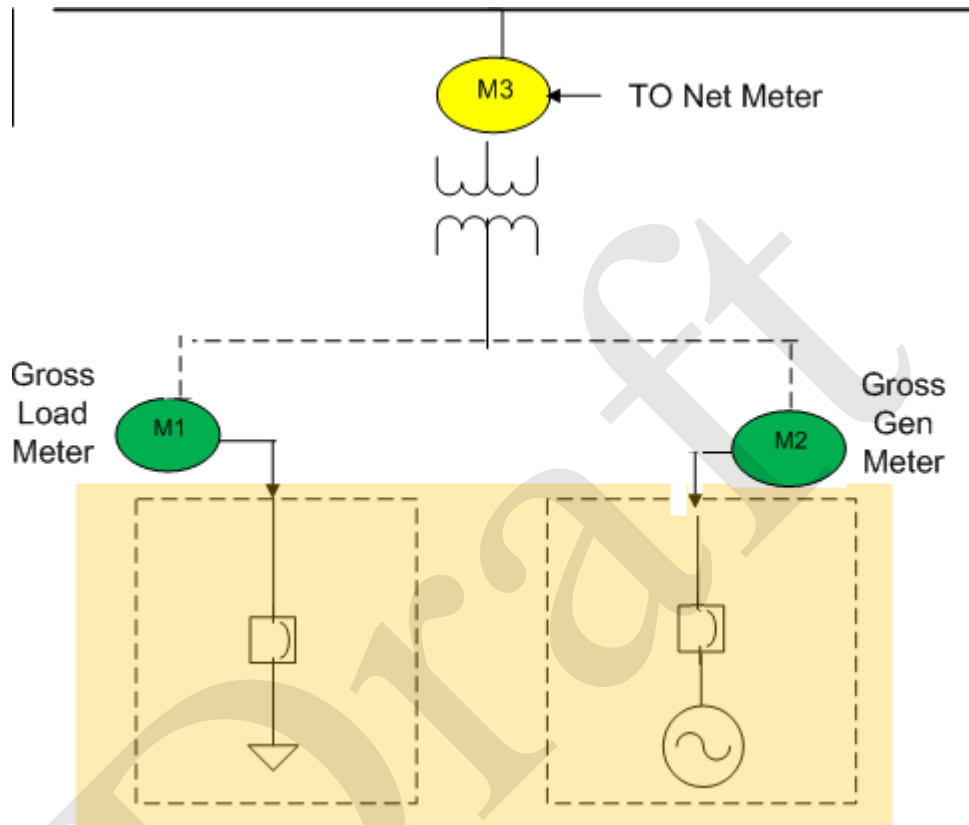 M3
TO Net Meter
Gross
Load
Meter
M1
M2
Gross
Gen
Meter
Draft